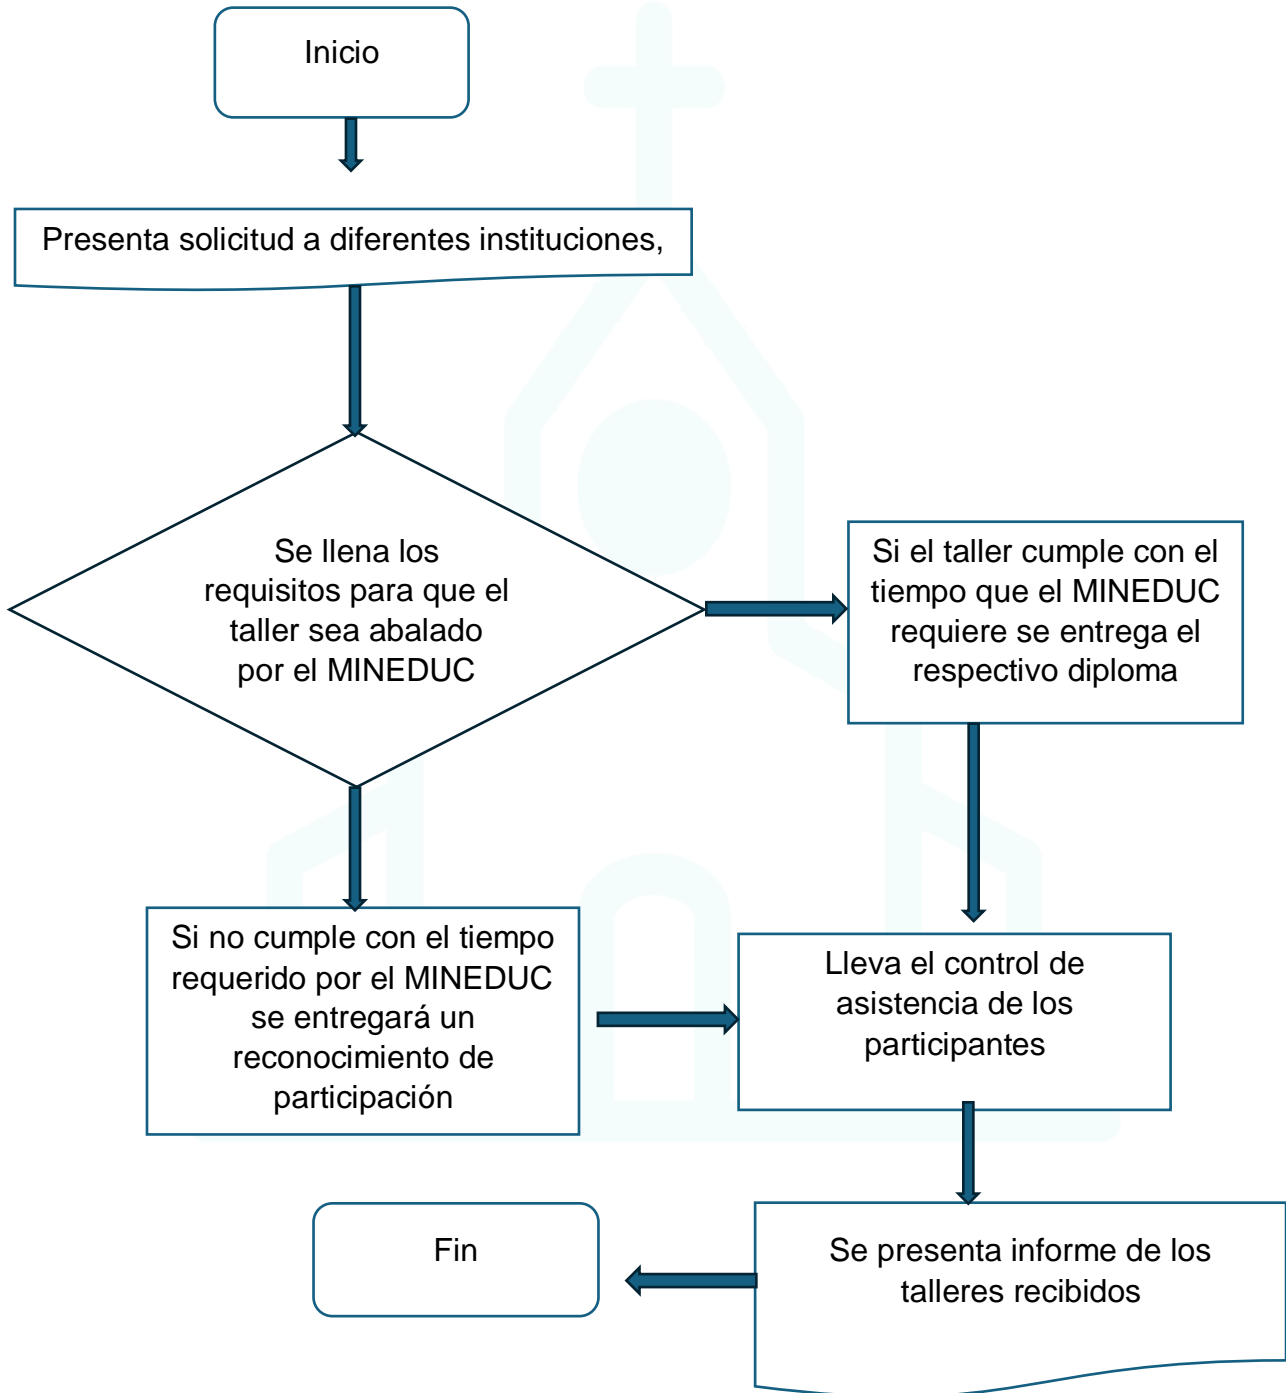 Inicio
Presenta solicitud a diferentes instituciones,
Se llena los
requisitos para que el
taller sea abalado
por el MINEDUC
Si el taller cumple con el
tiempo que el MINEDUC
requiere se entrega el
respectivo diploma
Si no cumple con el tiempo
requerido por el MINEDUC
se entregará un
reconocimiento de
participación
Lleva el control de
asistencia de los
participantes
Se presenta informe de los
talleres recibidos
Fin